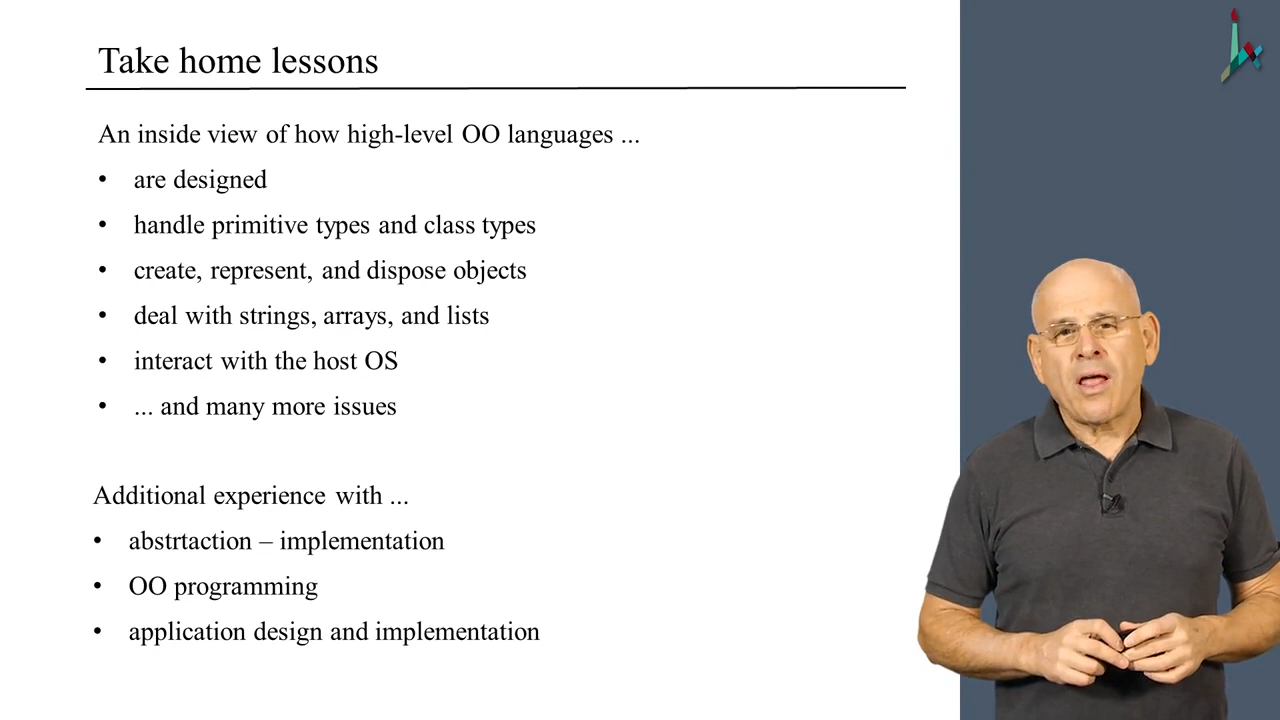 Take home lessons
An inside view of how high-level OO languages ...
• are designed
• handle primitive types and class types
• create, represent, and dispose objects
• deal with strings, arrays, and lists
• interact with the host OS
• ... and many more issues
Additional experience with ...
• abstrtaction – implementation
• OO programming
• application design and implementation